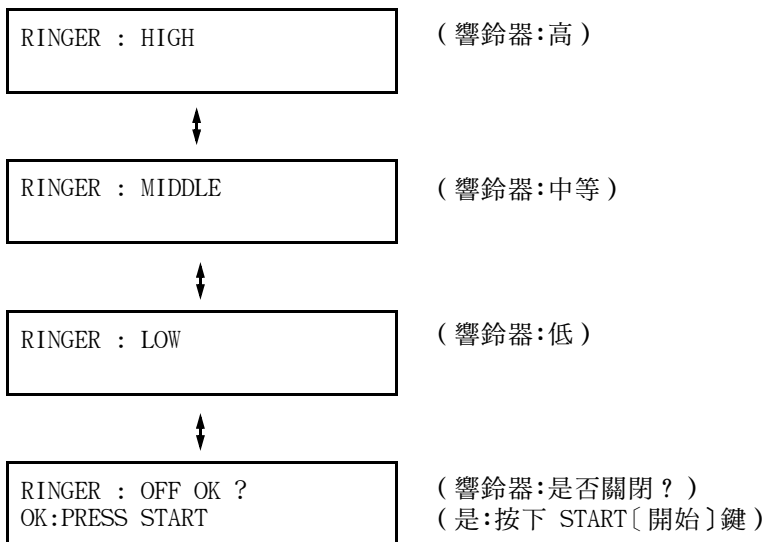 RINGER : HIGH (響鈴器:高)
RINGER : MIDDLE (響鈴器:中等)
RINGER : LOW (響鈴器:低)
RINGER : OFF OK ? (響鈴器:是否關閉?)
OK:PRESS START (是:按下 START〔開始〕鍵)